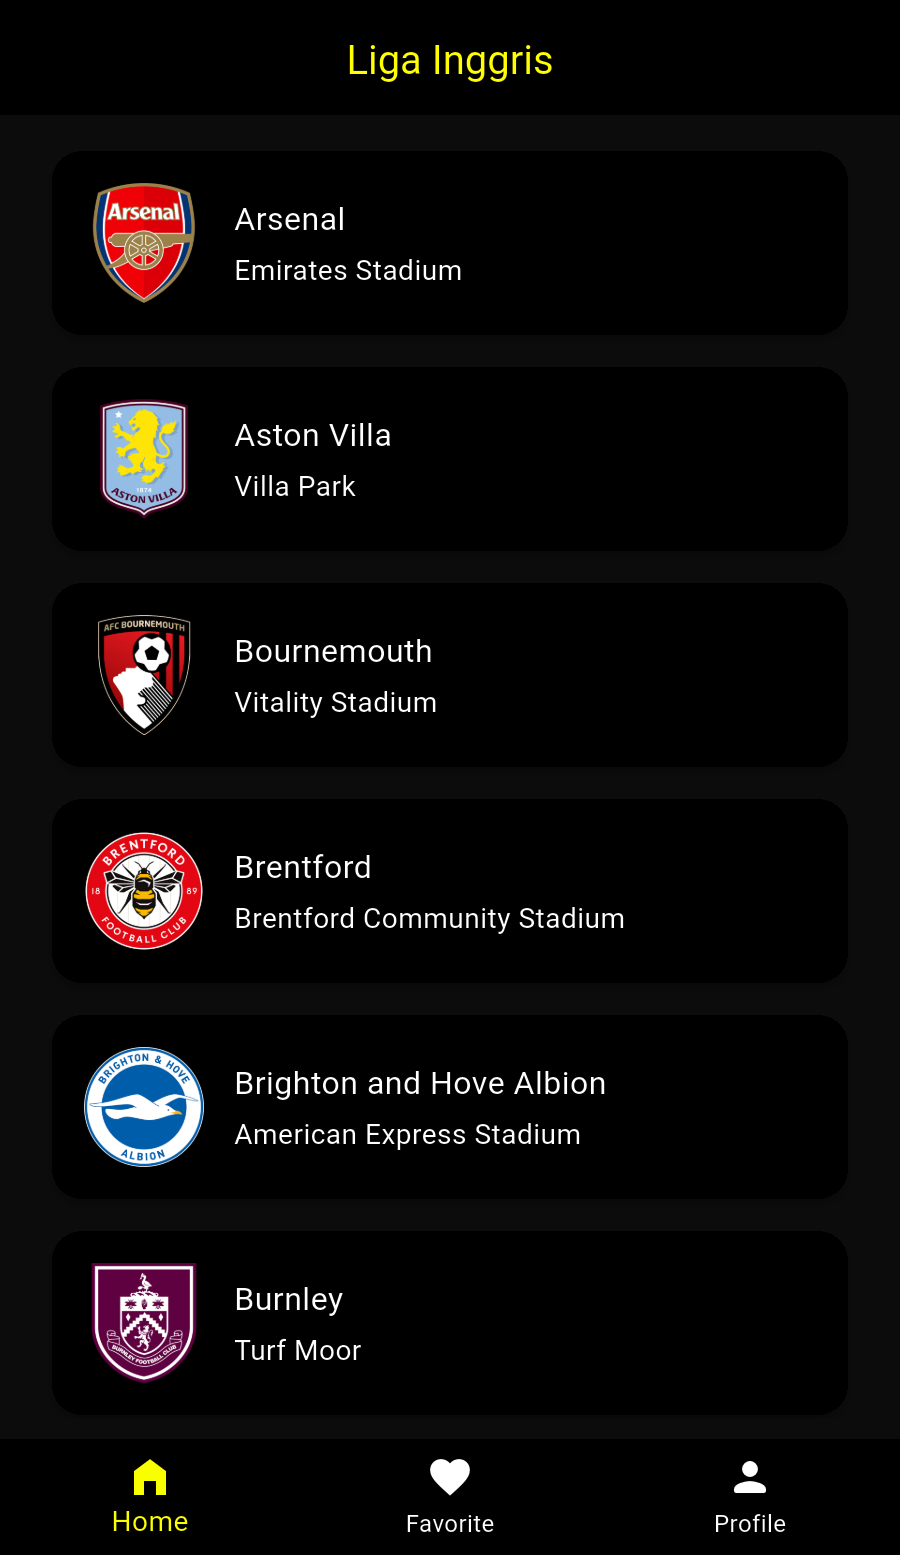 Liga Inggris
Arsenal
Arsenal
Emirates Stadium
1874
ASTON VILLA
Aston Villa
Villa Park
AFC BOURNEMOUTH
Bournemouth
Vitality Stadium
BRENTFORD
18 89
FOOTBALL CLUB
Brentford
Brentford Community Stadium
BRIGHTON & HOVE
ALBION
Brighton and Hove Albion
American Express Stadium
BURNLEY FOOTBALL CLUB
Burnley
Turf Moor
Home
Favorite
Profile